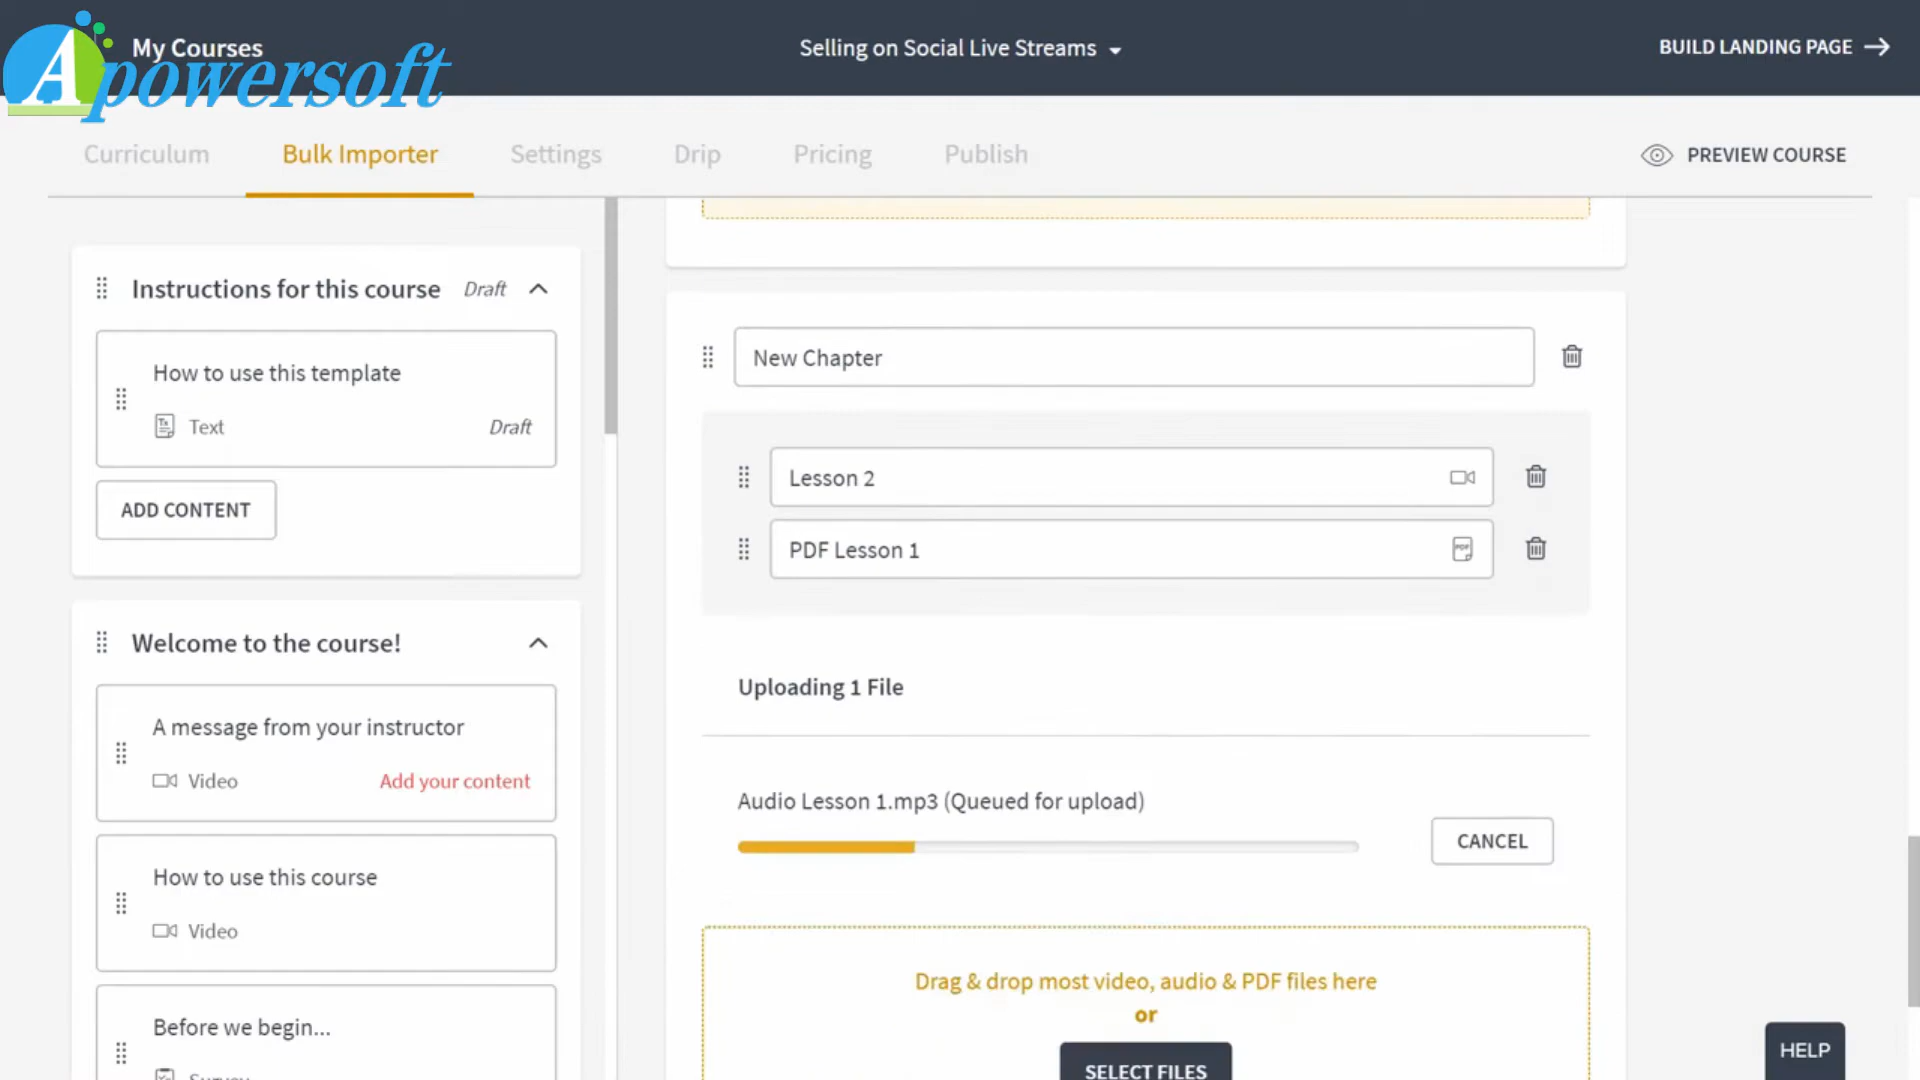 My Courses
Apowersoft
Selling on Social Live Streams
BUILD LANDING PAGE
Curriculum
Bulk Importer
Settings
Drip
Pricing
Publish
PREVIEW COURSE
Instructions for this course
Draft
How to use this template
Text
Draft
ADD CONTENT
Welcome to the course!
A message from your instructor
Video
Add your content
How to use this course
Video
Before we begin...
Survey
New Chapter
Lesson 2
PDF Lesson 1
PDF
Uploading 1 File
Audio Lesson 1.mp3 (Queued for upload)
CANCEL
Drag & drop most video, audio & PDF files here
or
SELECT FILES
HELP